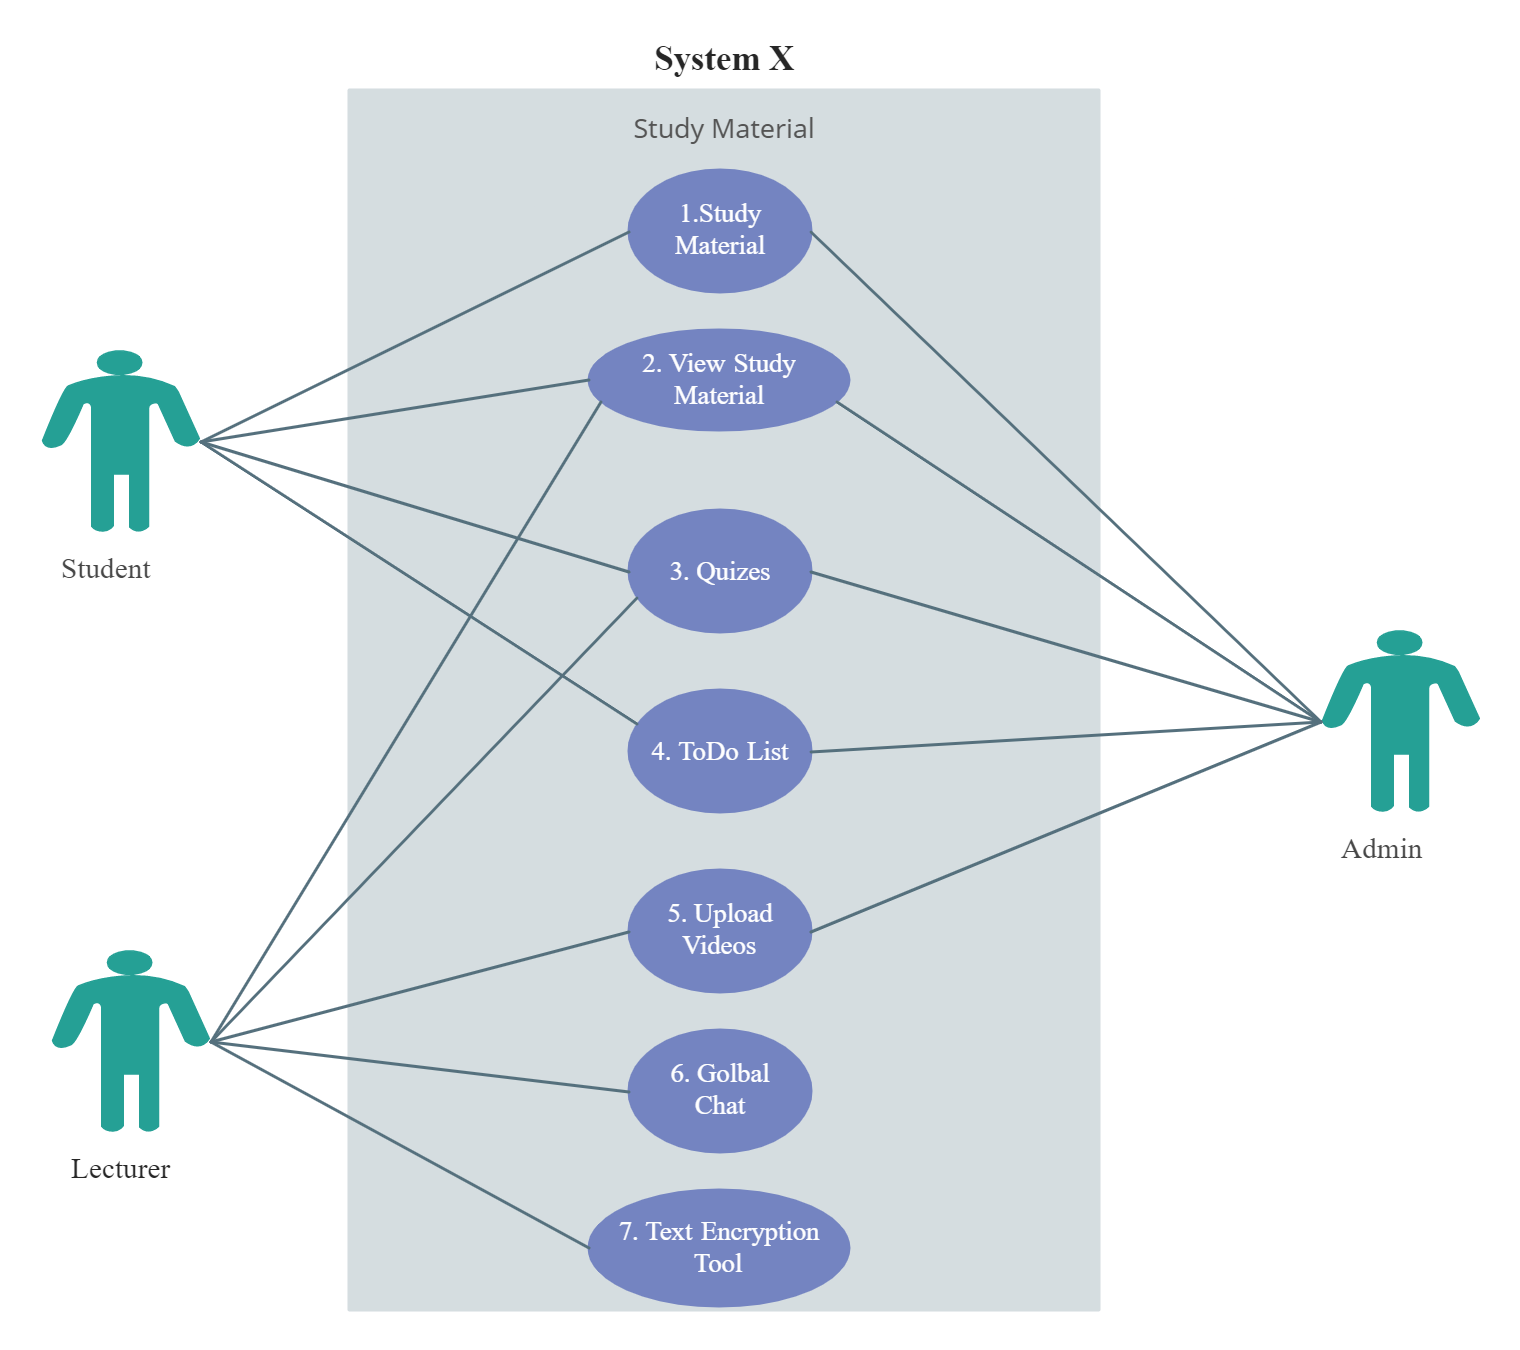 System X
Study Material
1.Study
Material
2. View Study
Material
3. Quizes
4. ToDo List
5. Upload
Videos
6. Golbal
Chat
7. Text Encryption
Tool
Student
Lecturer
Admin